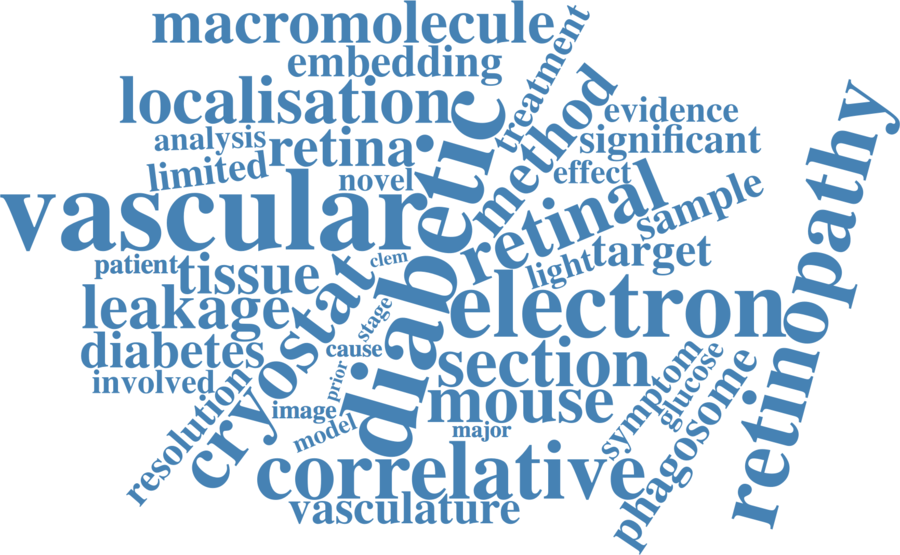 macromolecule
treatment
embedding
localisation
method
evidence
retinopathy
analysis
retina
significant
limited
novel
diabetic
effect
vascular
retinal
sample
patient
tissue
clem
light
target
leakage
cryostat
stage
electron
diabetes
cause
section
symptom
glucose
involved
prior
mouse
phagosome
resolution
image
model
major
correlative
vasculature